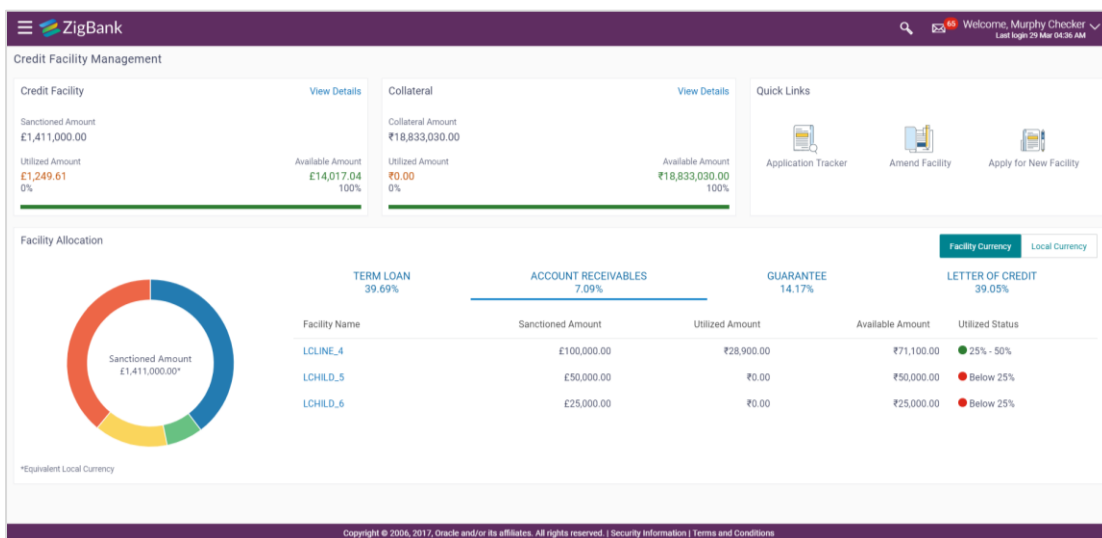 ZigBank
65
Welcome, Murphy Checker
Last login 29 Mar 04:36 AM
Credit Facility Management
Credit Facility View Details
Sanctioned Amount
£1,411,000.00
Utilized Amount Available Amount
£1,249.61 £14,017.04
0% 100%
Collateral View Details
Collateral Amount
₹18,833,030.00
Utilized Amount Available Amount
₹0.00 ₹18,833,030.00
0% 100%
Quick Links
Application Tracker Amend Facility Apply for New Facility
Facility Allocation
Facility Currency Local Currency
Sanctioned Amount
£1,411,000.00*
*Equivalent Local Currency
TERM LOAN ACCOUNT RECEIVABLES GUARANTEE LETTER OF CREDIT
39.69% 7.09% 14.17% 39.05%
Facility Name Sanctioned Amount Utilized Amount Available Amount Utilized Status
LCLINE_4 £100,000.00 ₹28,900.00 ₹71,100.00 25% - 50%
LCHILD_5 £50,000.00 ₹0.00 ₹50,000.00 Below 25%
LCHILD_6 £25,000.00 ₹0.00 ₹25,000.00 Below 25%
Copyright © 2006, 2017, Oracle and/or its affiliates. All rights reserved. | Security Information | Terms and Conditions